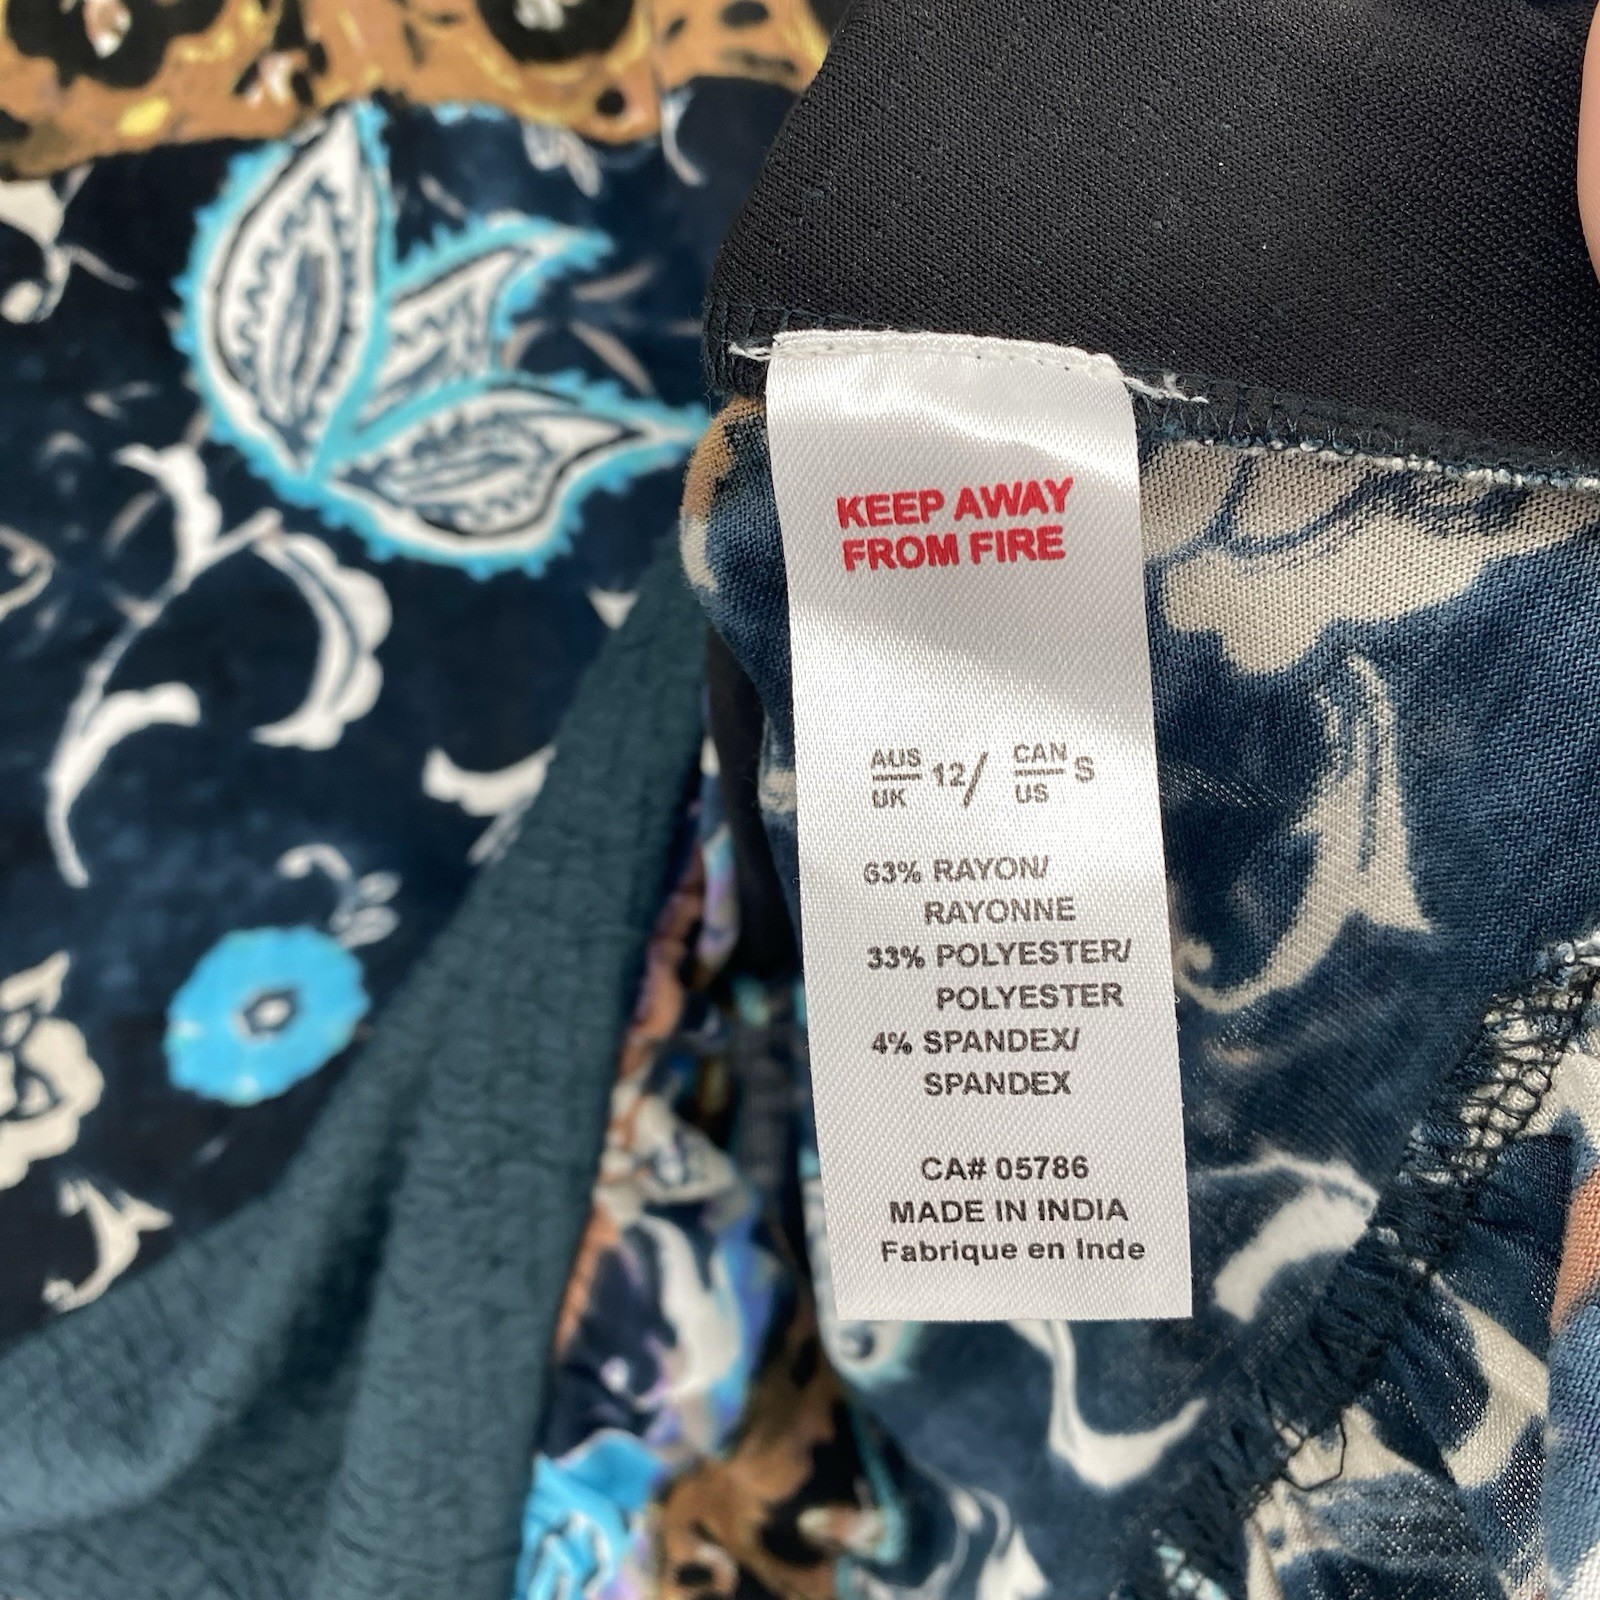 KEEP AWAY
FROM FIRE
AUS 12/ CAN S
UK US
63% RAYON/
RAYONNE
33% POLYESTER/
POLYESTER
4% SPANDEX/
SPANDEX
CA# 05786
MADE IN INDIA
Fabrique en Inde